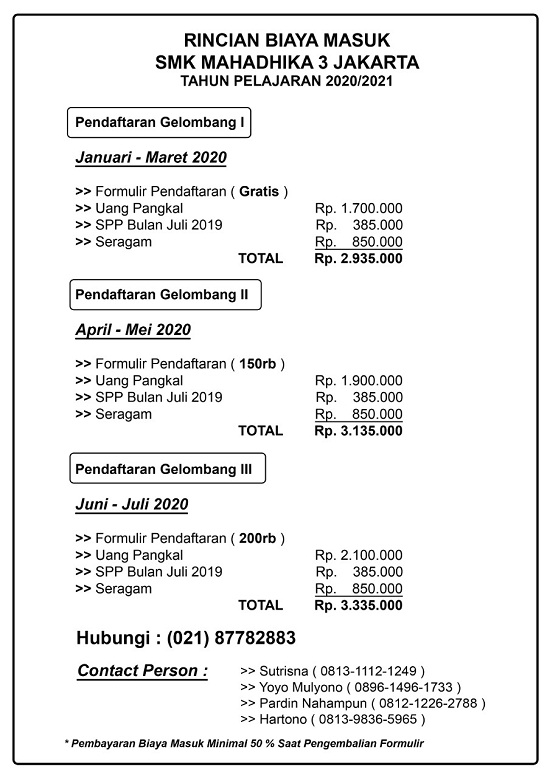 RINCIAN BIAYA MASUK
SMK MAHADHIKA 3 JAKARTA
TAHUN PELAJARAN 2020/2021
Pendaftaran Gelombang I
Januari - Maret 2020
>> Formulir Pendaftaran ( Gratis )
>> Uang Pangkal Rp. 1.700.000
>> SPP Bulan Juli 2019 Rp. 385.000
>> Seragam Rp. 850.000
TOTAL Rp. 2.935.000
Pendaftaran Gelombang II
April - Mei 2020
>> Formulir Pendaftaran ( 150rb )
>> Uang Pangkal Rp. 1.900.000
>> SPP Bulan Juli 2019 Rp. 385.000
>> Seragam Rp. 850.000
TOTAL Rp. 3.135.000
Pendaftaran Gelombang III
Juni - Juli 2020
>> Formulir Pendaftaran ( 200rb )
>> Uang Pangkal Rp. 2.100.000
>> SPP Bulan Juli 2019 Rp. 385.000
>> Seragam Rp. 850.000
TOTAL Rp. 3.335.000
Hubungi : (021) 87782883
Contact Person : >> Sutrisna ( 0813-1112-1249 )
>> Yoyo Mulyono ( 0896-1496-1733 )
>> Pardin Nahampun ( 0812-1226-2788 )
>> Hartono ( 0813-9836-5965 )
* Pembayaran Biaya Masuk Minimal 50 % Saat Pengembalian Formulir